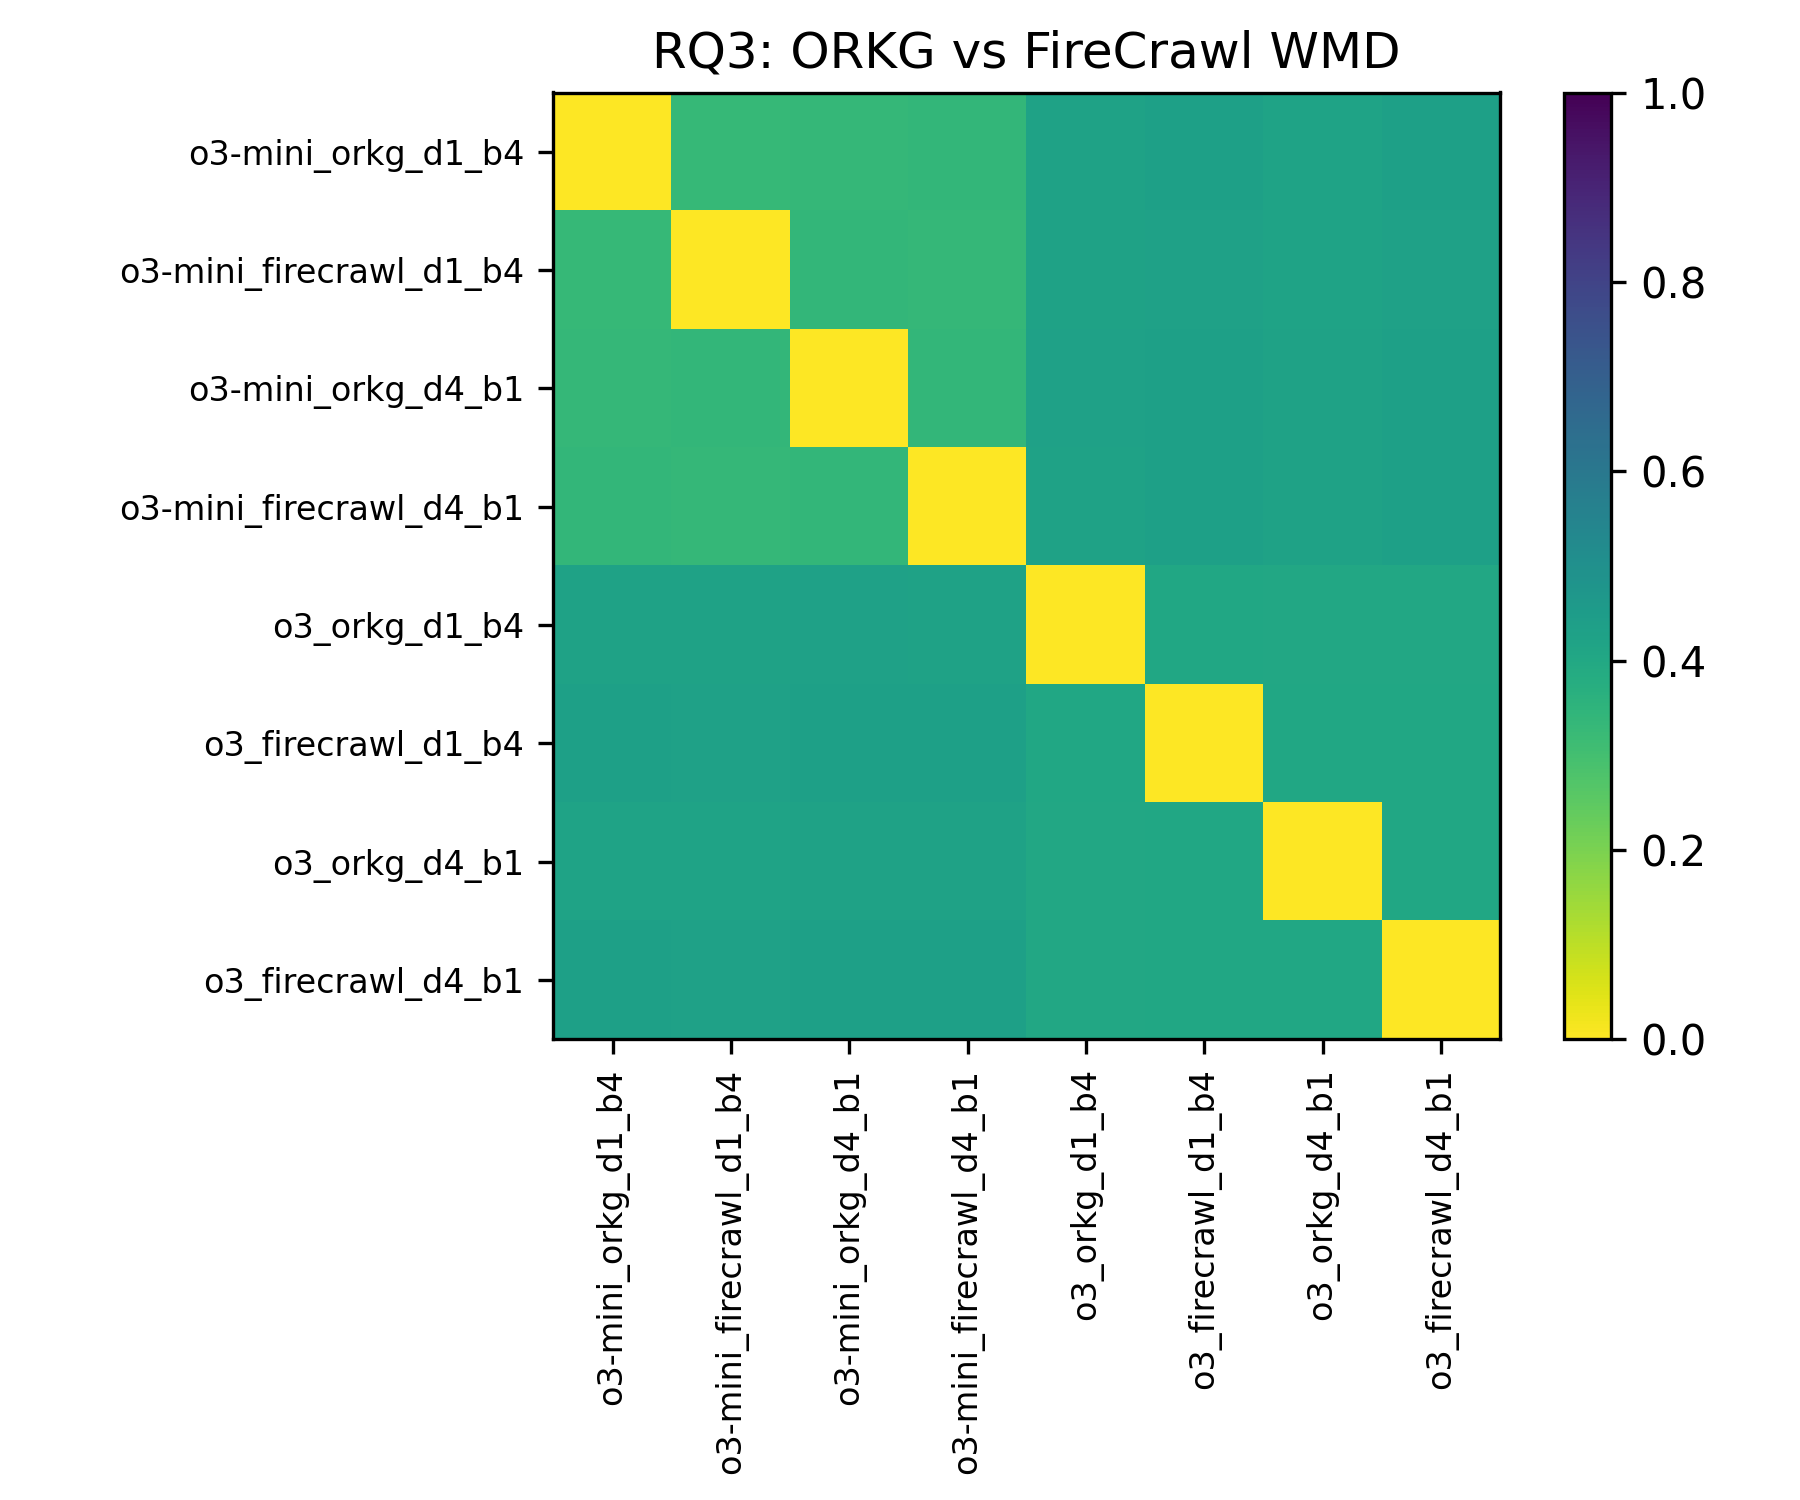 RQ3: ORKG vs FireCrawl WMD
o3-mini_orkg_d1_b4
o3-mini_firecrawl_d1_b4
o3-mini_orkg_d4_b1
o3-mini_firecrawl_d4_b1
o3_orkg_d1_b4
o3_firecrawl_d1_b4
o3_orkg_d4_b1
o3_firecrawl_d4_b1
o3-mini_orkg_d1_b4
o3-mini_firecrawl_d1_b4
o3-mini_orkg_d4_b1
o3-mini_firecrawl_d4_b1
o3_orkg_d1_b4
o3_firecrawl_d1_b4
o3_orkg_d4_b1
o3_firecrawl_d4_b1
1.0
0.8
0.6
0.4
0.2
0.0